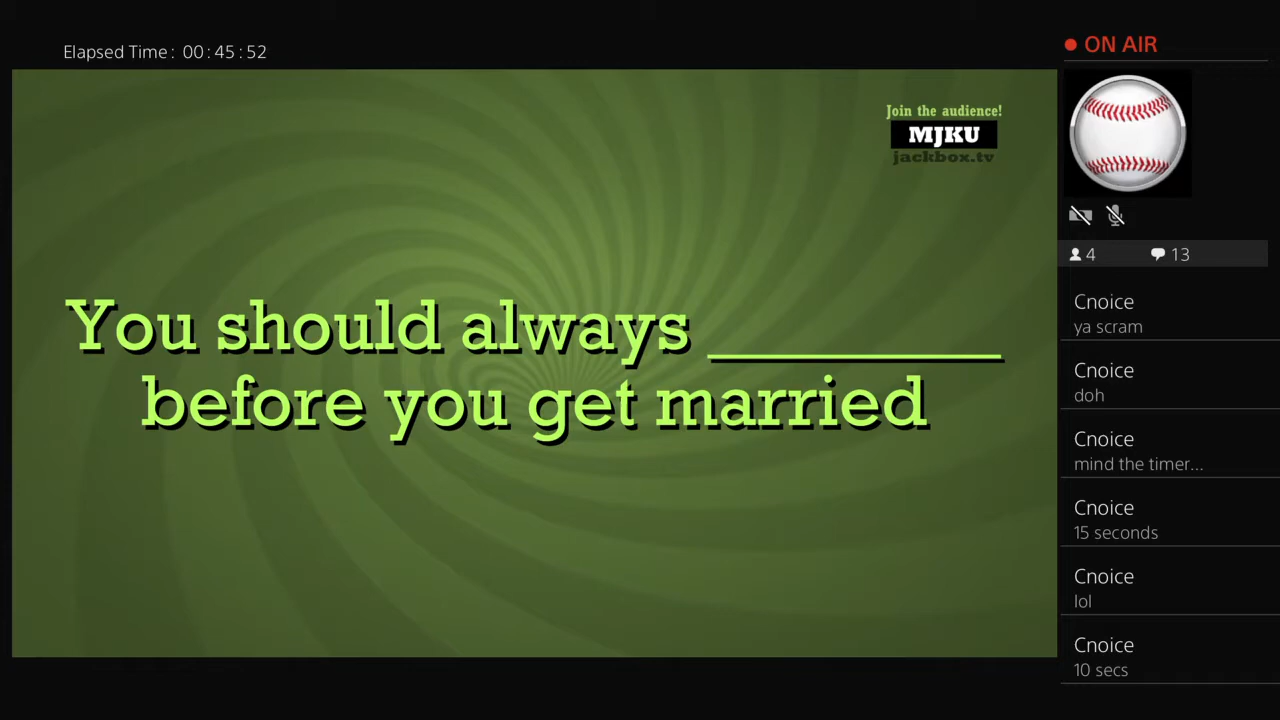 Elapsed Time: 00:45:52
ON AIR
Join the audience!
MJKU
jackbox.tv
4
13
You should always __________
before you get married
Cnoice
ya scram
Cnoice
doh
Cnoice
mind the timer...
Cnoice
15 seconds
Cnoice
lol
Cnoice
10 secs